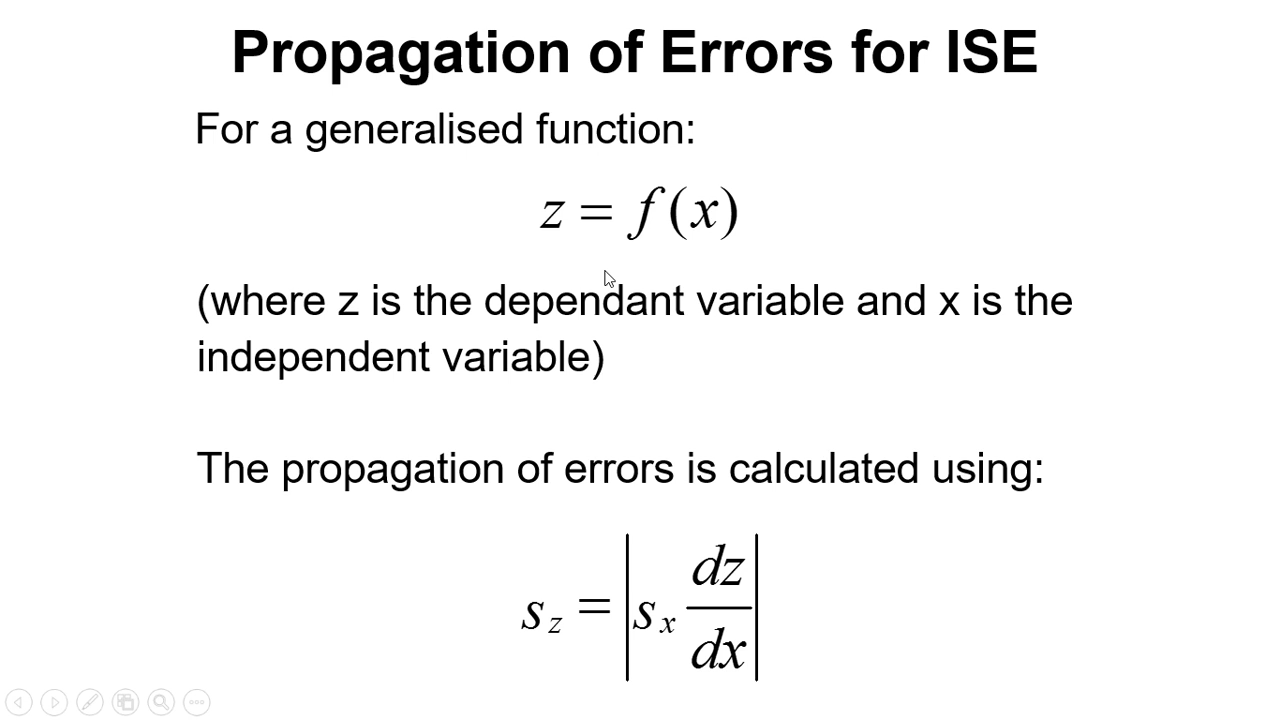 Propagation of Errors for ISE
For a generalised function:
z = f(x)
(where z is the dependant variable and x is the
independent variable)
The propagation of errors is calculated using:
s_z = |s_x dz/dx|